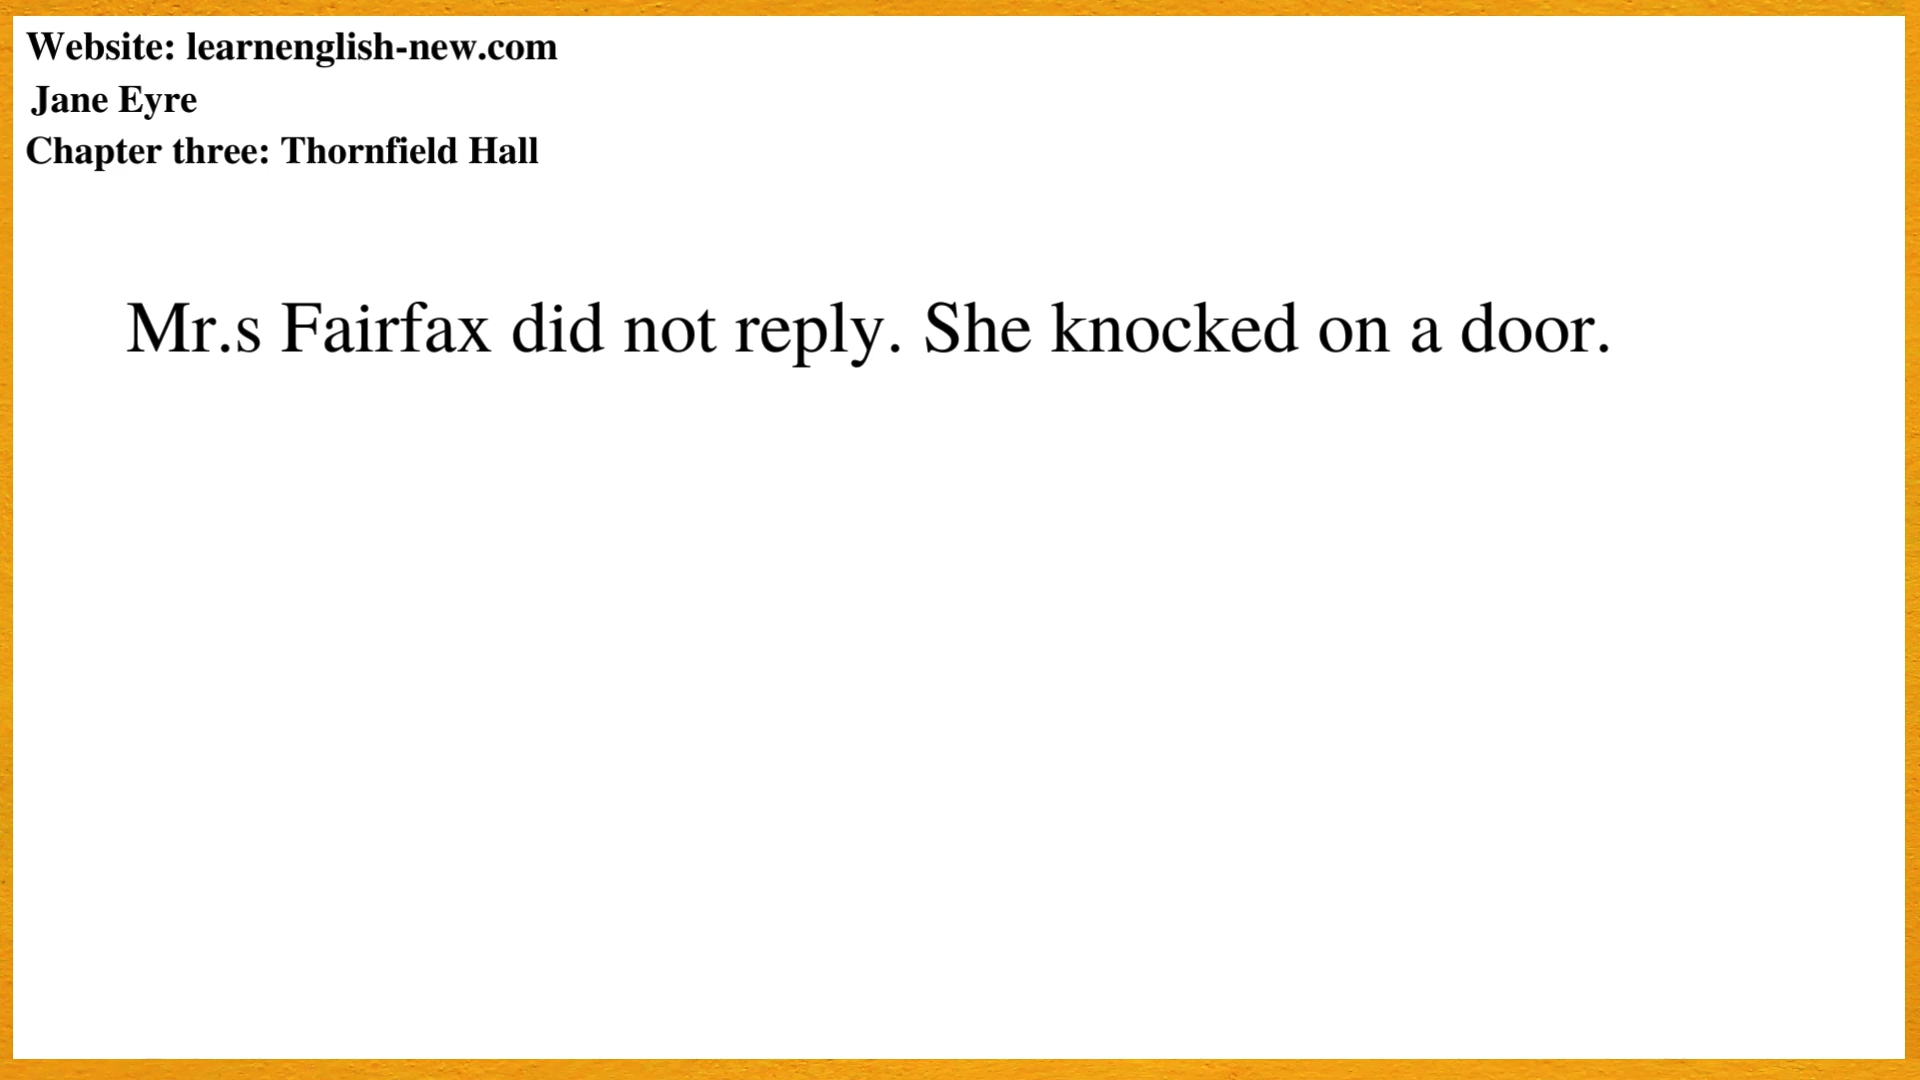 Website: learnenglish-new.com
Jane Eyre
Chapter three: Thornfield Hall
Mr.s Fairfax did not reply. She knocked on a door.